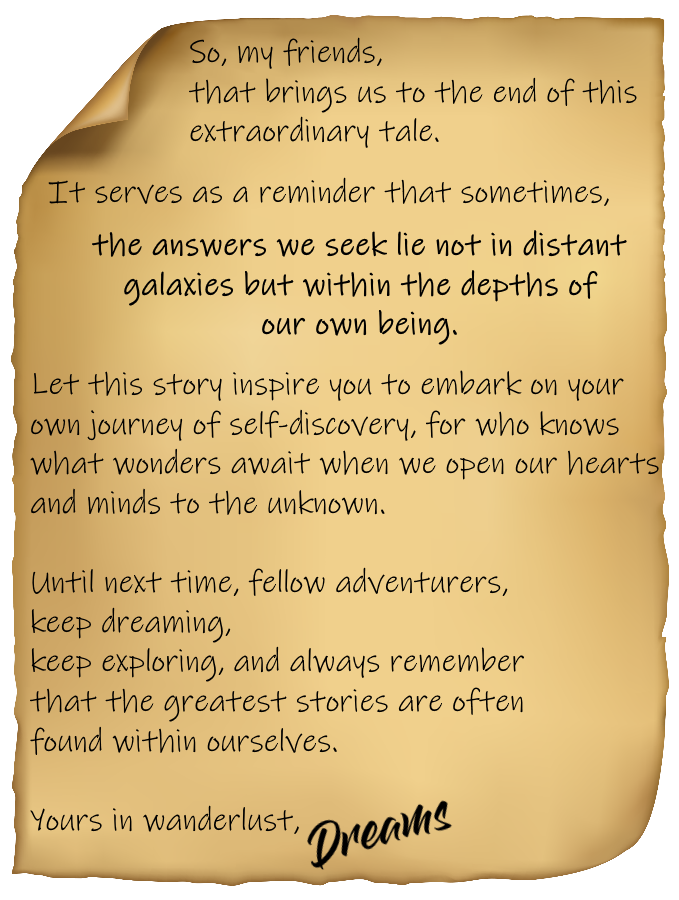 So, my friends,
that brings us to the end of this
extraordinary tale.
It serves as a reminder that sometimes,
the answers we seek lie not in distant
galaxies but within the depths of
our own being.
Let this story inspire you to embark on your
own journey of self-discovery, for who knows
what wonders await when we open our hearts
and minds to the unknown.
Until next time, fellow adventurers,
keep dreaming,
keep exploring, and always remember
that the greatest stories are often
found within ourselves.
Yours in wanderlust, Dreams